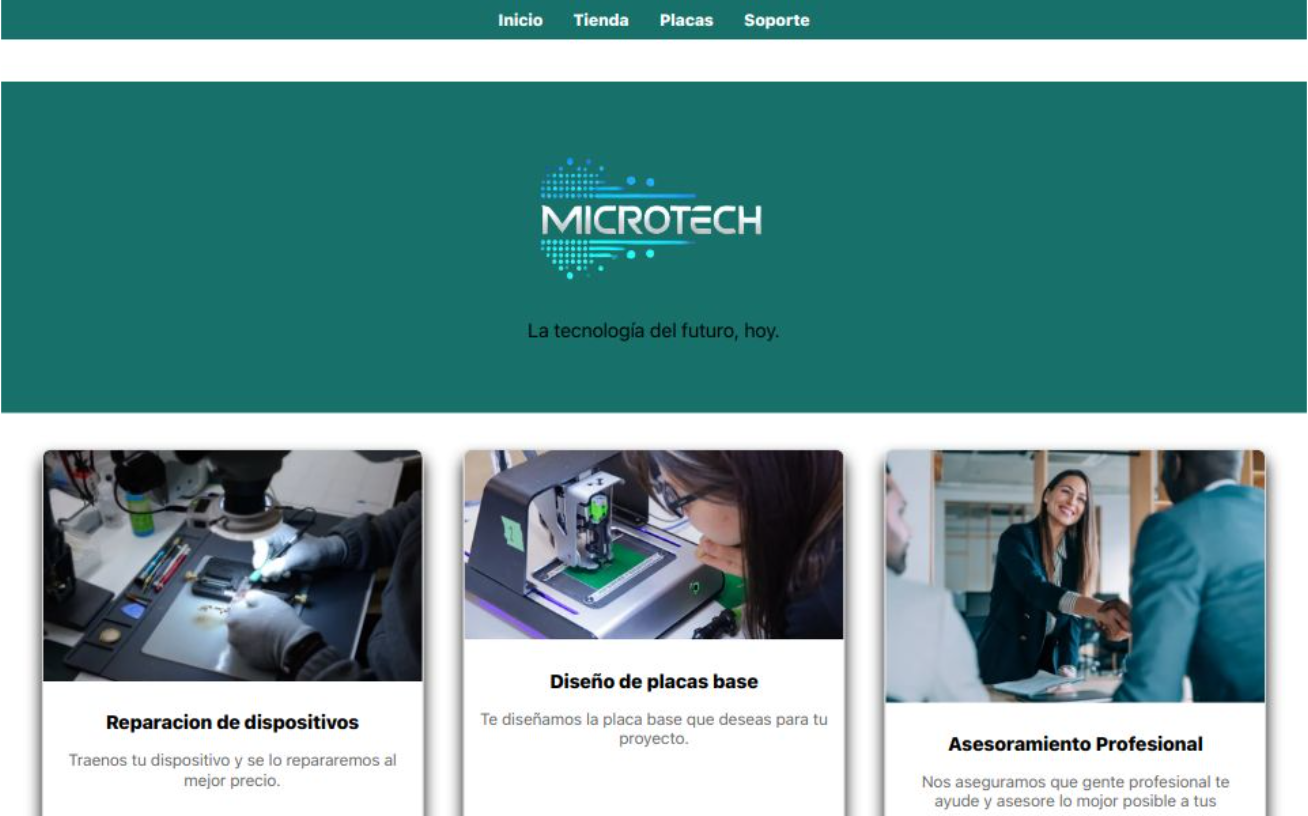 Inicio Tienda Placas Soporte
MICROTECH
La tecnología del futuro, hoy.
Reparacion de dispositivos
Traenos tu dispositivo y se lo repararemos al
mejor precio.
Diseño de placas base
Te diseñamos la placa base que deseas para tu
proyecto.
Asesoramiento Profesional
Nos aseguramos que gente profesional te
ayude y asesore lo mojor posible a tus